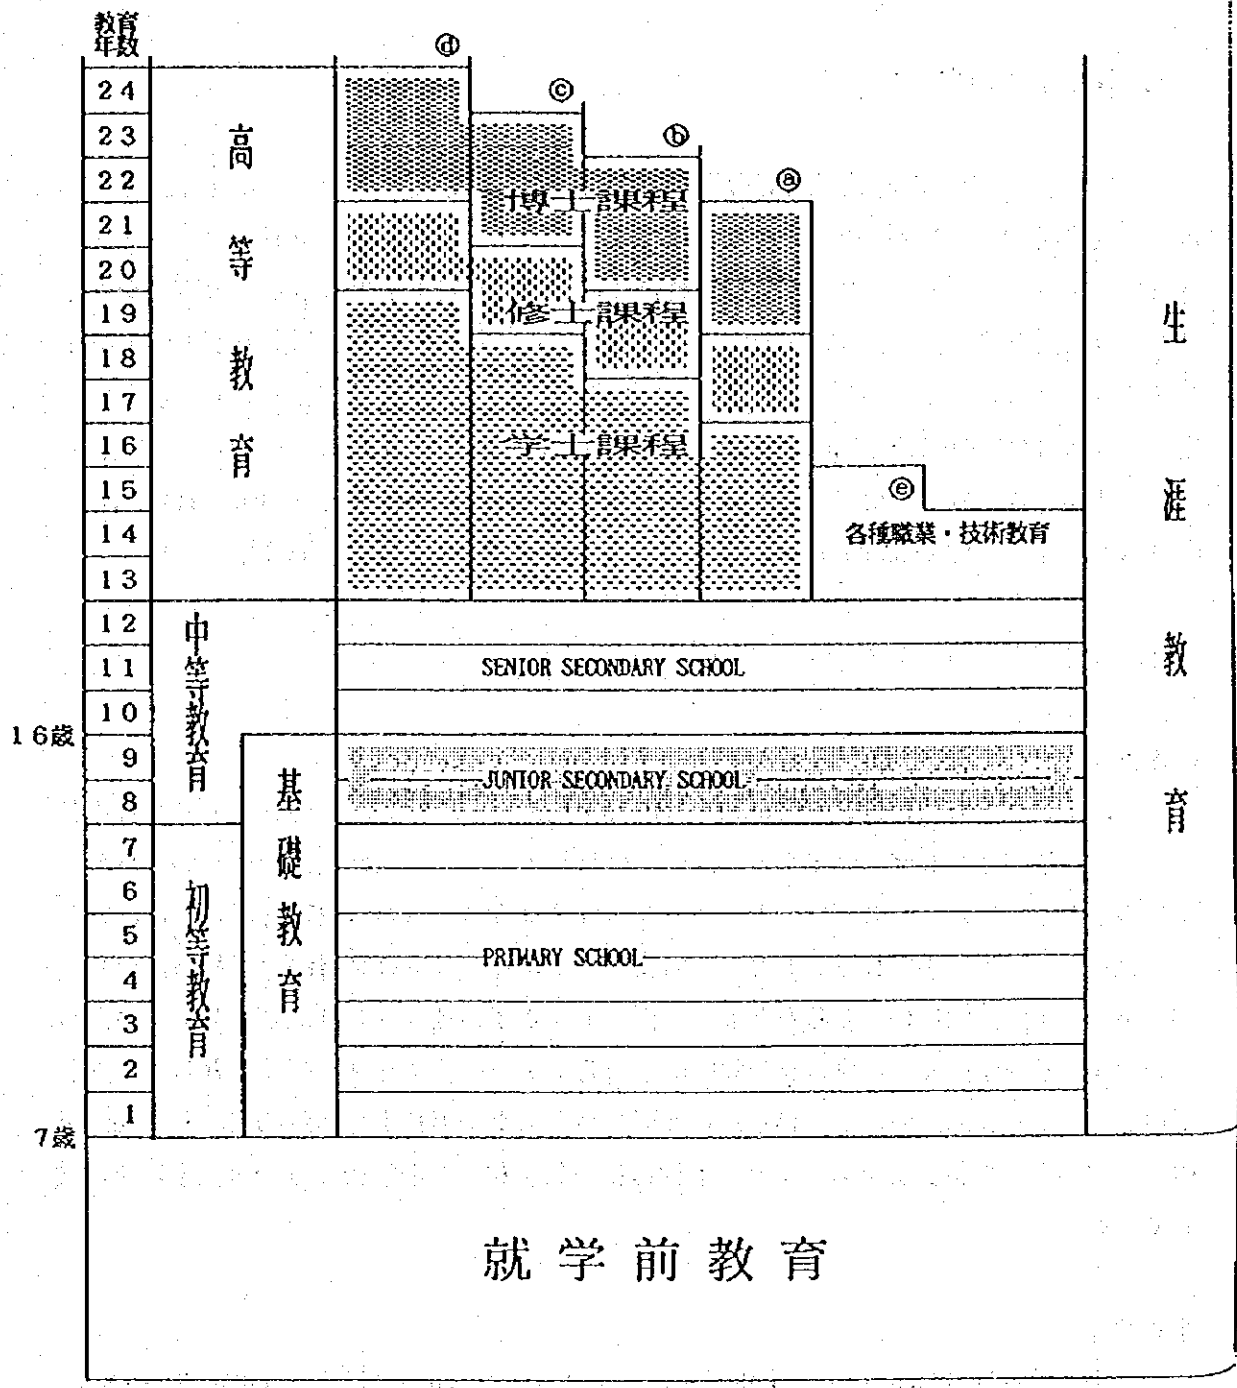 教育
年数
ⓓ
24
ⓒ
23
ⓑ
22
ⓐ
21
20
19
18
17
16
15
ⓔ
14
13
高等教育
博士課程
修士課程
学士課程
各種職業・技術教育
12
11
10
中等教育
SENIOR SECONDARY SCHOOL
16歳
9
8
JUNIOR SECONDARY SCHOOL
基礎教育
7
6
5
4
3
2
1
初等教育
PRIMARY SCHOOL
7歳
生涯教育
就学前教育